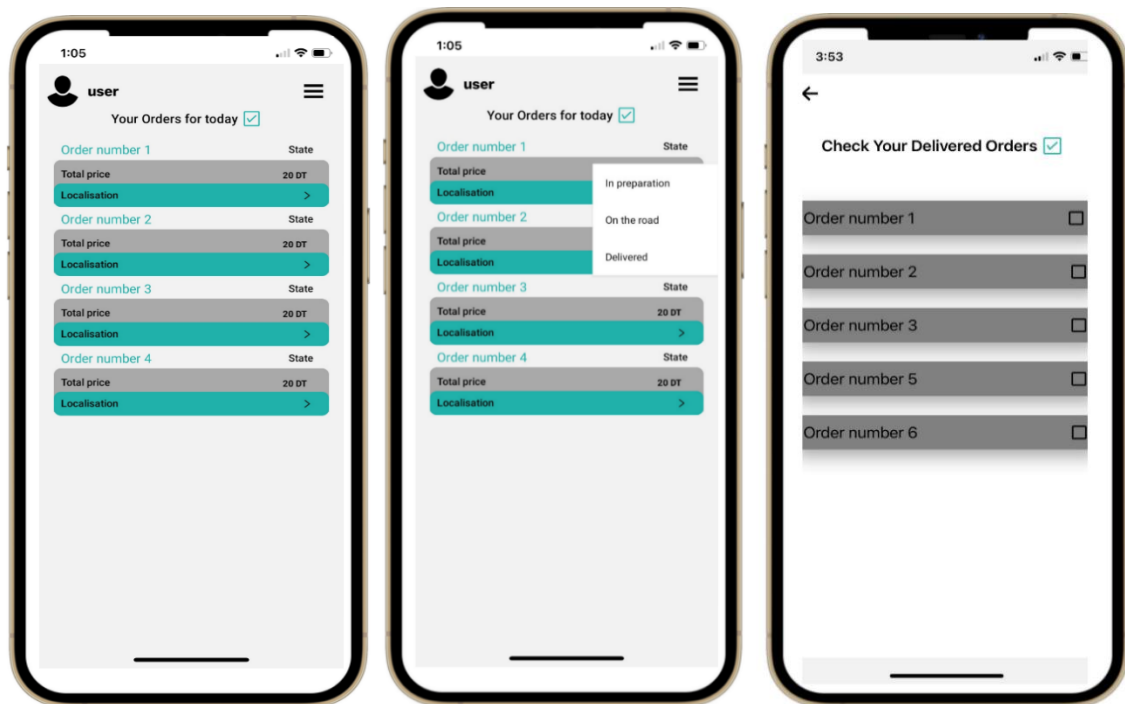 1:05
user
Your Orders for today
Order number 1 State
Total price 20 DT
Localisation >
Order number 2 State
Total price 20 DT
Localisation >
Order number 3 State
Total price 20 DT
Localisation >
Order number 4 State
Total price 20 DT
Localisation >
1:05
user
Your Orders for today
Order number 1 State
Total price
Localisation
In preparation
Order number 2
On the road
Total price
Localisation
Delivered
Order number 3 State
Total price 20 DT
Localisation >
Order number 4 State
Total price 20 DT
Localisation >
3:53
Check Your Delivered Orders
Order number 1
Order number 2
Order number 3
Order number 5
Order number 6